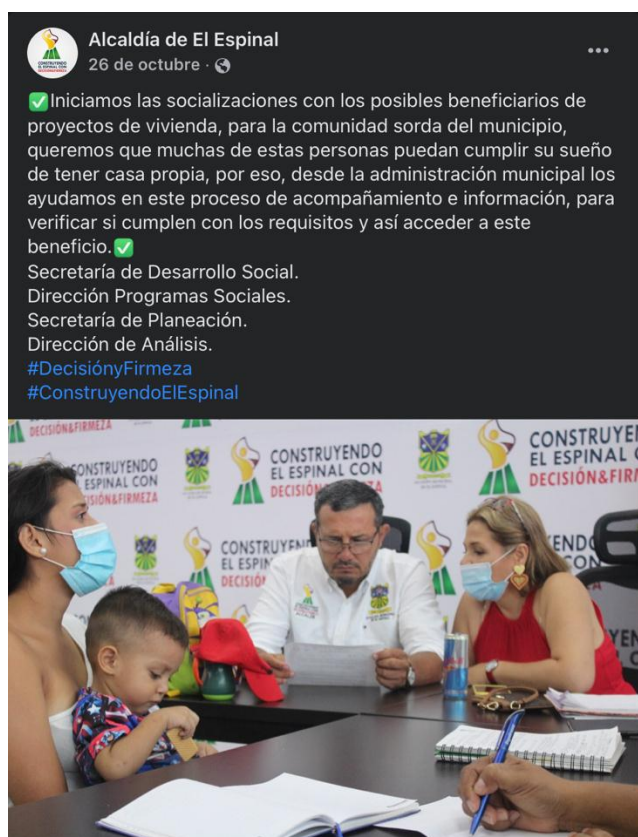 Alcaldía de El Espinal
26 de octubre ·
✅Iniciamos las socializaciones con los posibles beneficiarios de
proyectos de vivienda, para la comunidad sorda del municipio,
queremos que muchas de estas personas puedan cumplir su sueño
de tener casa propia, por eso, desde la administración municipal los
ayudamos en este proceso de acompañamiento e información, para
verificar si cumplen con los requisitos y así acceder a este
beneficio.✅
Secretaría de Desarrollo Social.
Dirección Programas Sociales.
Secretaría de Planeación.
Dirección de Análisis.
#DecisiónyFirmeza
#ConstruyendoElEspinal
DECISIÓN&FIRMEZA
CONSTRUYENDO
EL ESPINAL CON
DECISIÓN&FIRMEZA
CONSTRUYENDO
EL ESPINAL CON